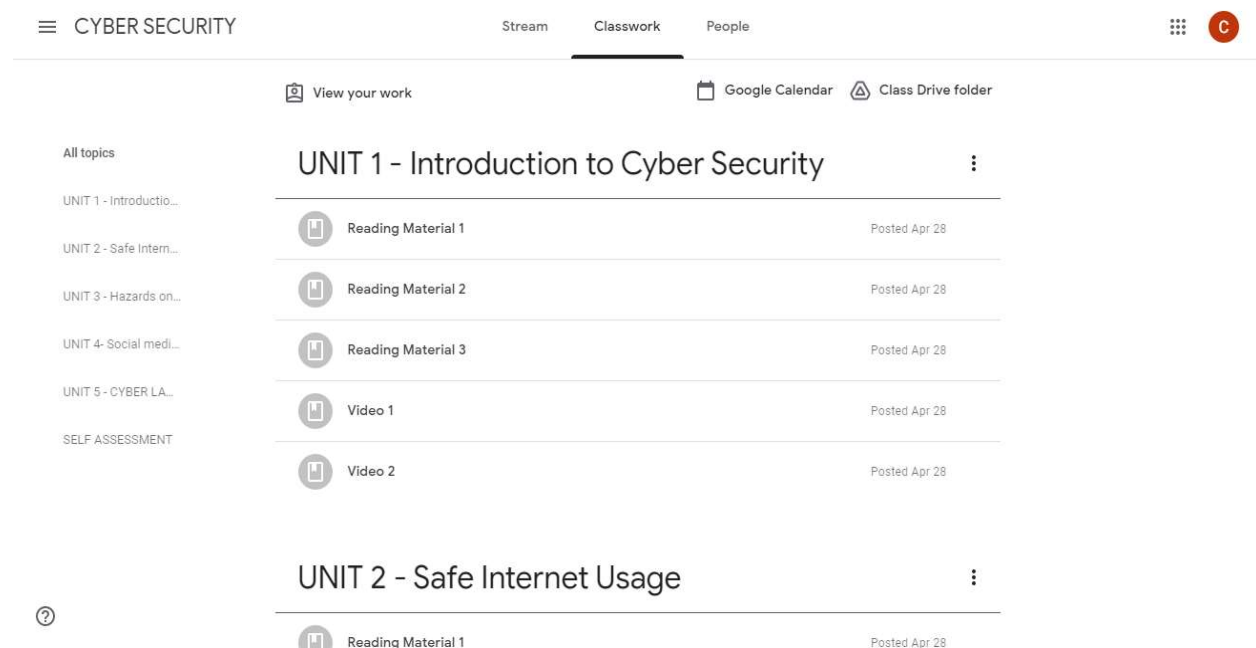 CYBER SECURITY
Stream
Classwork
People
C
View your work
Google Calendar
Class Drive folder
All topics
UNIT 1 - Introductio...
UNIT 2 - Safe Intern...
UNIT 3 - Hazards on...
UNIT 4- Social medi...
UNIT 5 - CYBER LA...
SELF ASSESSMENT
UNIT 1 - Introduction to Cyber Security
Reading Material 1 Posted Apr 28
Reading Material 2 Posted Apr 28
Reading Material 3 Posted Apr 28
Video 1 Posted Apr 28
Video 2 Posted Apr 28
UNIT 2 - Safe Internet Usage
Reading Material 1 Posted Apr 28